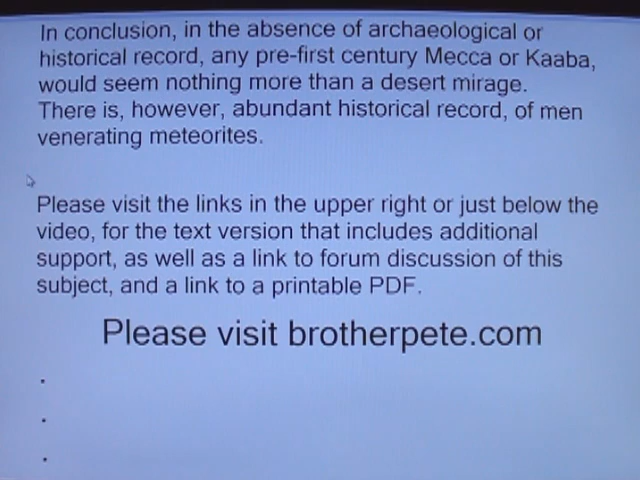 In conclusion, in the absence of archaeological or
historical record, any pre-first century Mecca or Kaaba,
would seem nothing more than a desert mirage.
There is, however, abundant historical record, of men
venerating meteorites.
Please visit the links in the upper right or just below the
video, for the text version that includes additional
support, as well as a link to forum discussion of this
subject, and a link to a printable PDF.
Please visit brotherpete.com
.
.
.